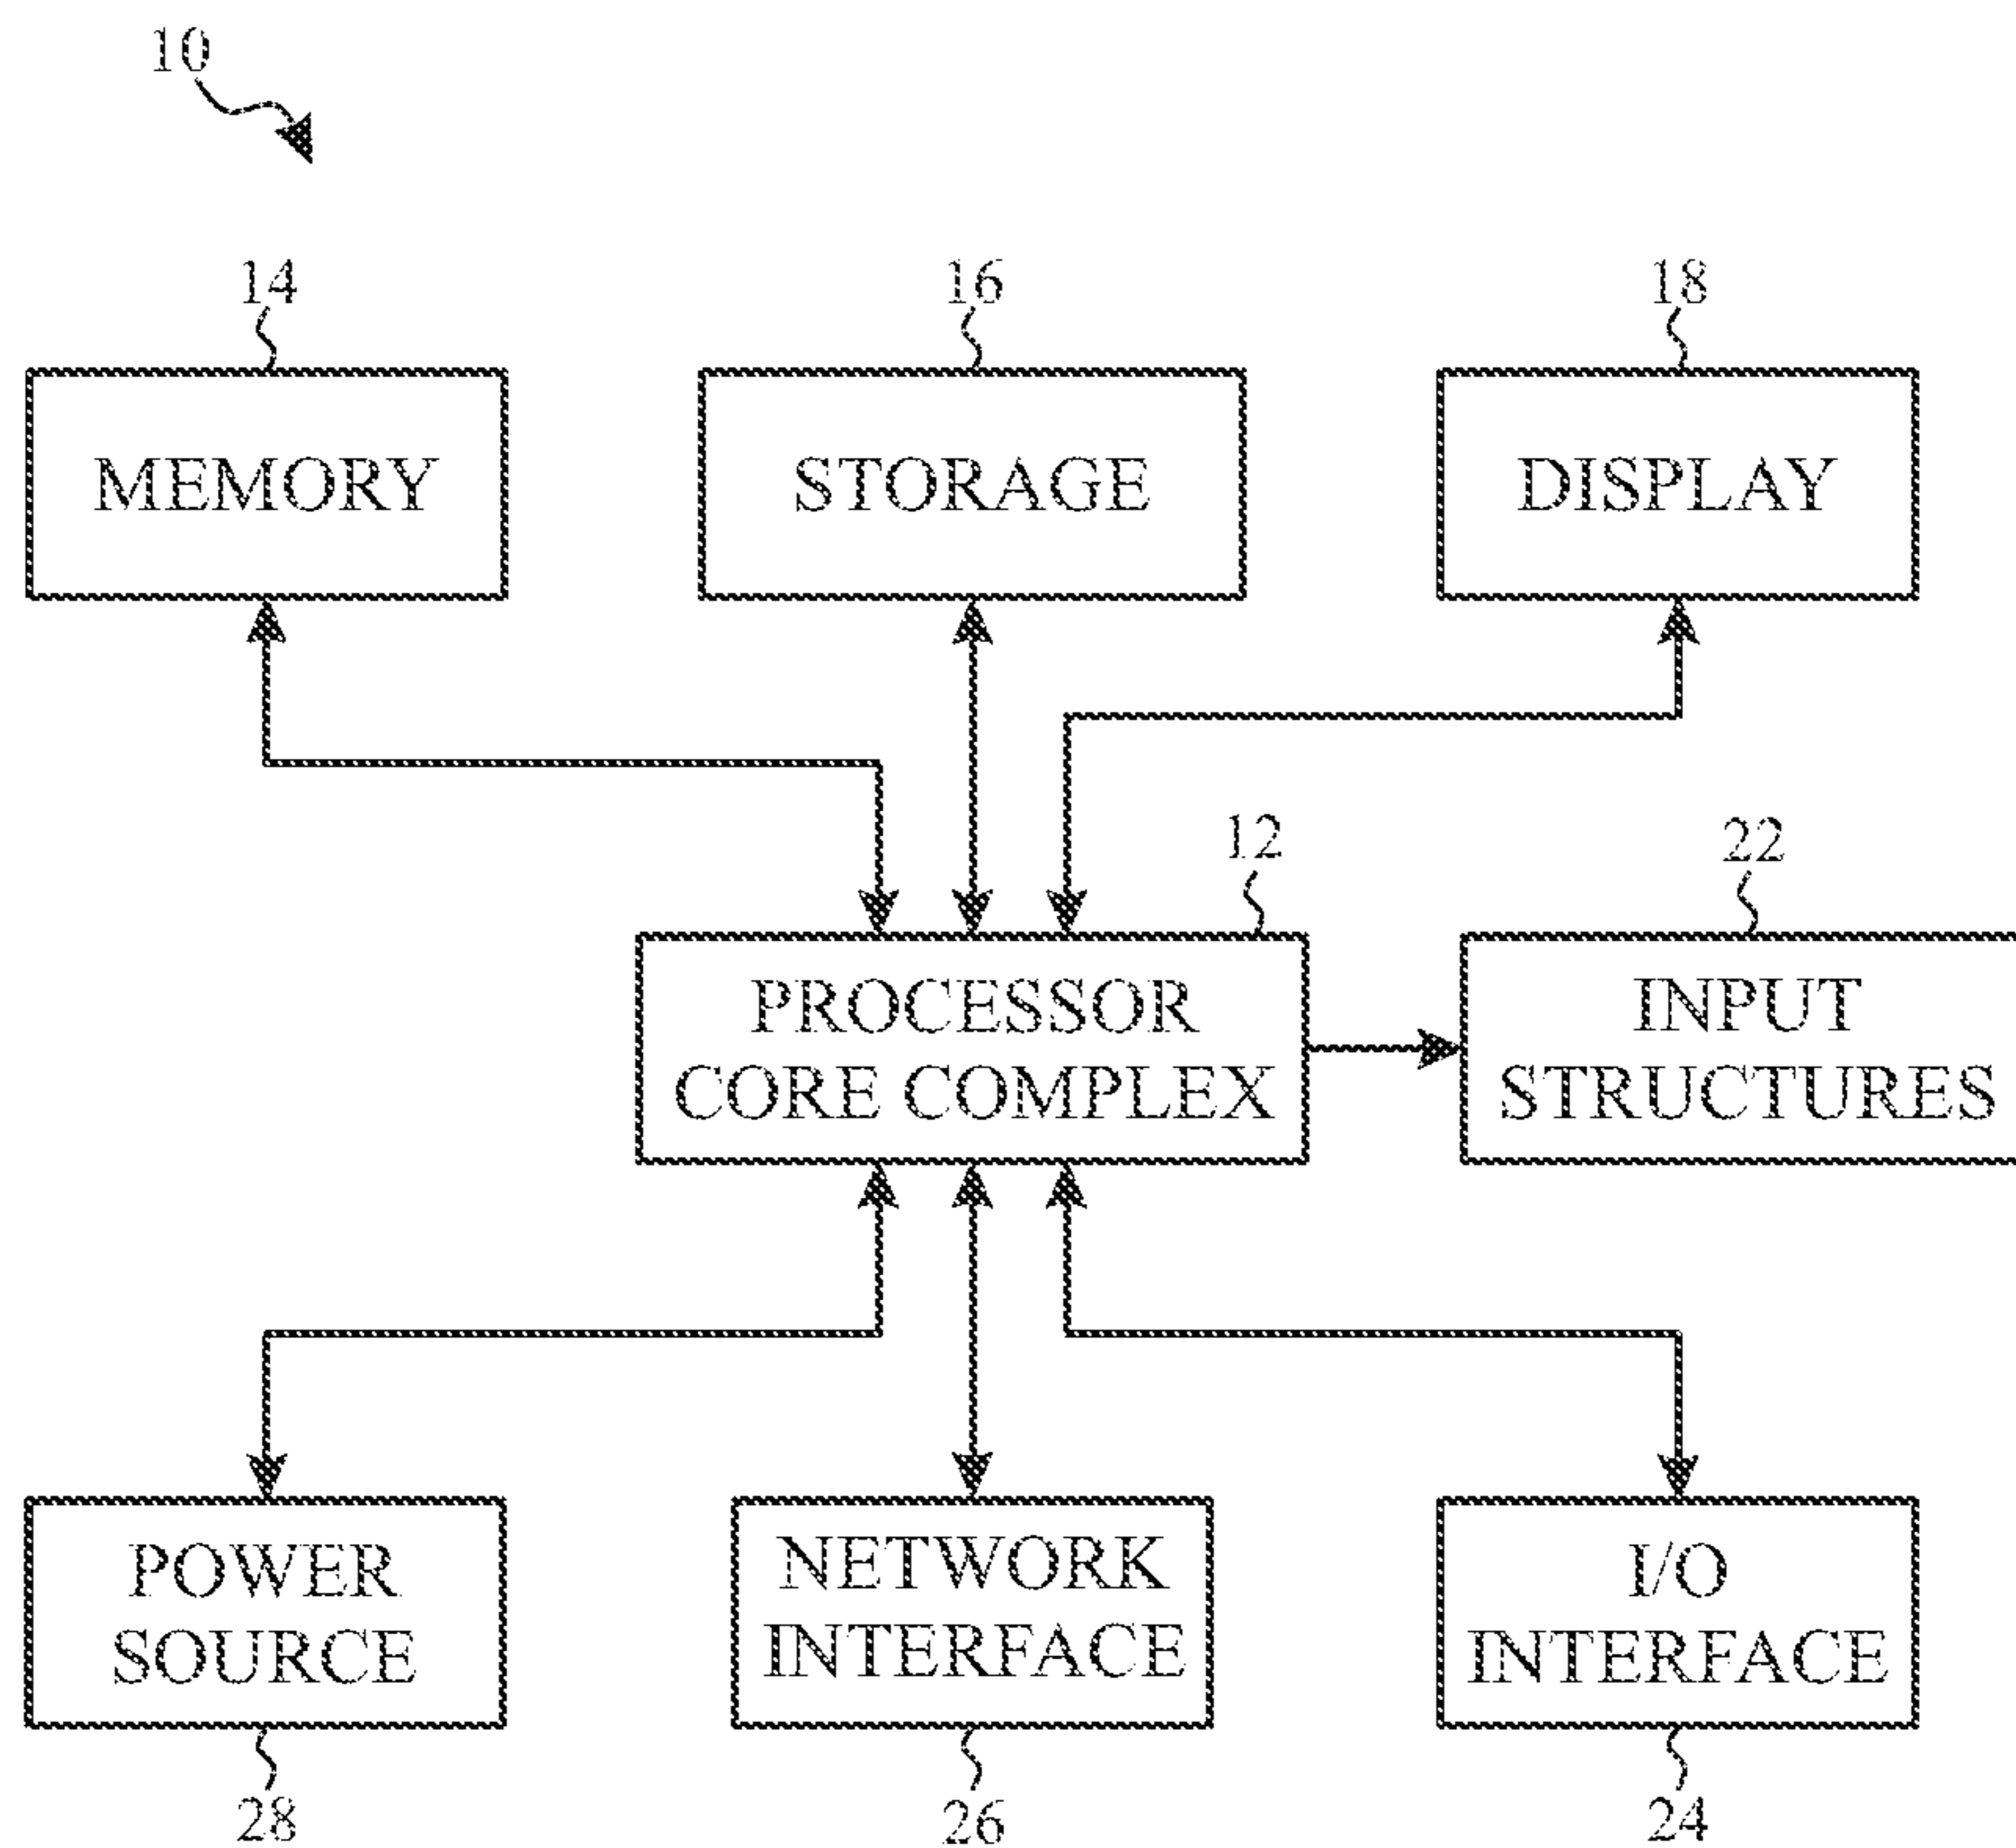 10
14
16
18
MEMORY
STORAGE
DISPLAY
12
22
PROCESSOR
CORE COMPLEX
INPUT
STRUCTURES
POWER
SOURCE
NETWORK
INTERFACE
I/O
INTERFACE
28
26
24